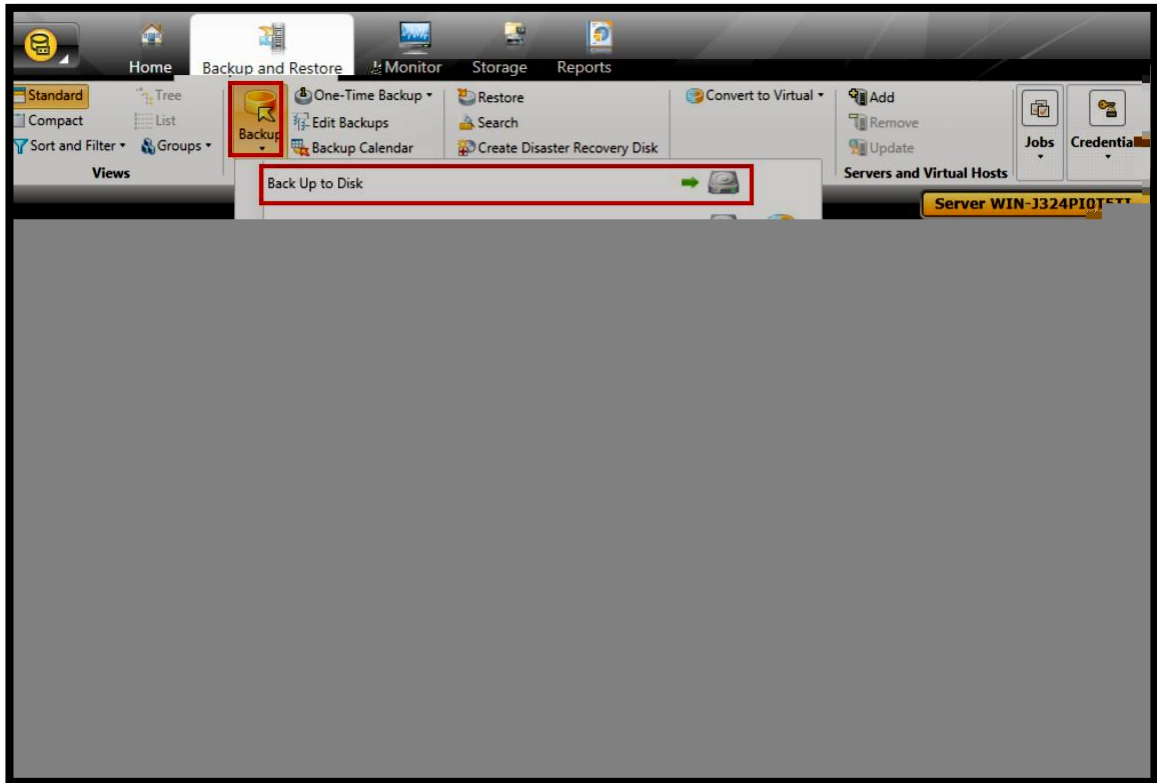 Home Backup and Restore Monitor Storage Reports
Standard Tree One-Time Backup Restore Convert to Virtual Add
Compact List Edit Backups Search Remove
Sort and Filter Groups Backup Backup Calendar Create Disaster Recovery Disk Update Jobs
Views Servers and Virtual Hosts
Back Up to Disk
Server